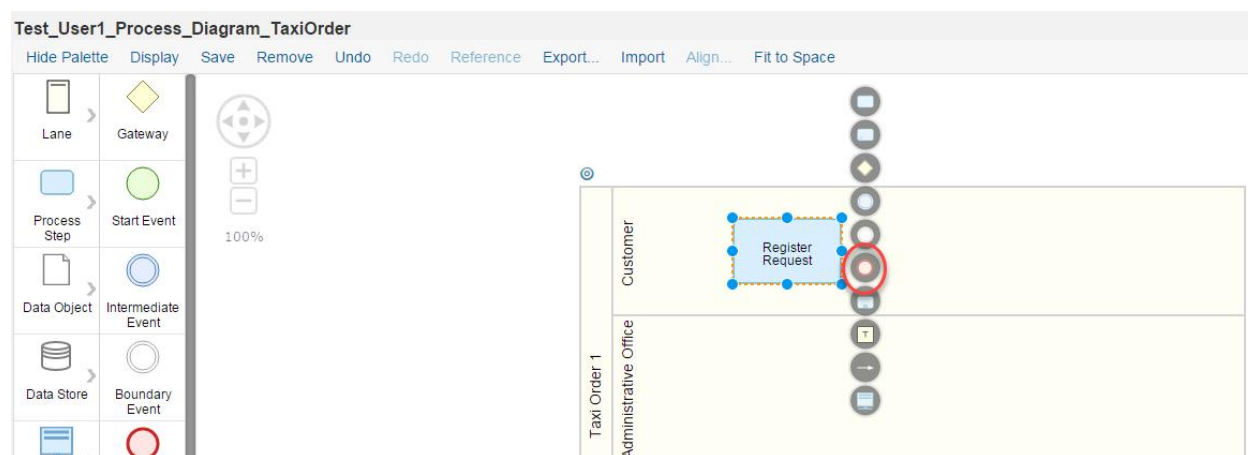 Test_User1_Process_Diagram_TaxiOrder
Hide Palette Display Save Remove Undo Redo Reference Export... Import Align... Fit to Space
Lane
Gateway
Process
Step
Start Event
Data Object
Intermediate
Event
Data Store
Boundary
Event
100%
Taxi Order 1
Customer
Register
Request
Administrative Office
T